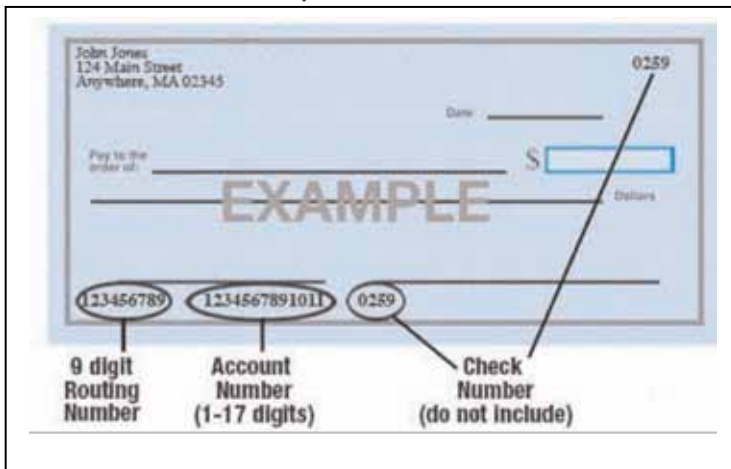 John Jones
124 Main Street
Anywhere, MA 02345
0259
Date
Pay to the
order of:
$
EXAMPLE
Dollars
123456789 1234567891011 0259
9 digit
Routing
Number
Account
Number
(1-17 digits)
Check
Number
(do not include)